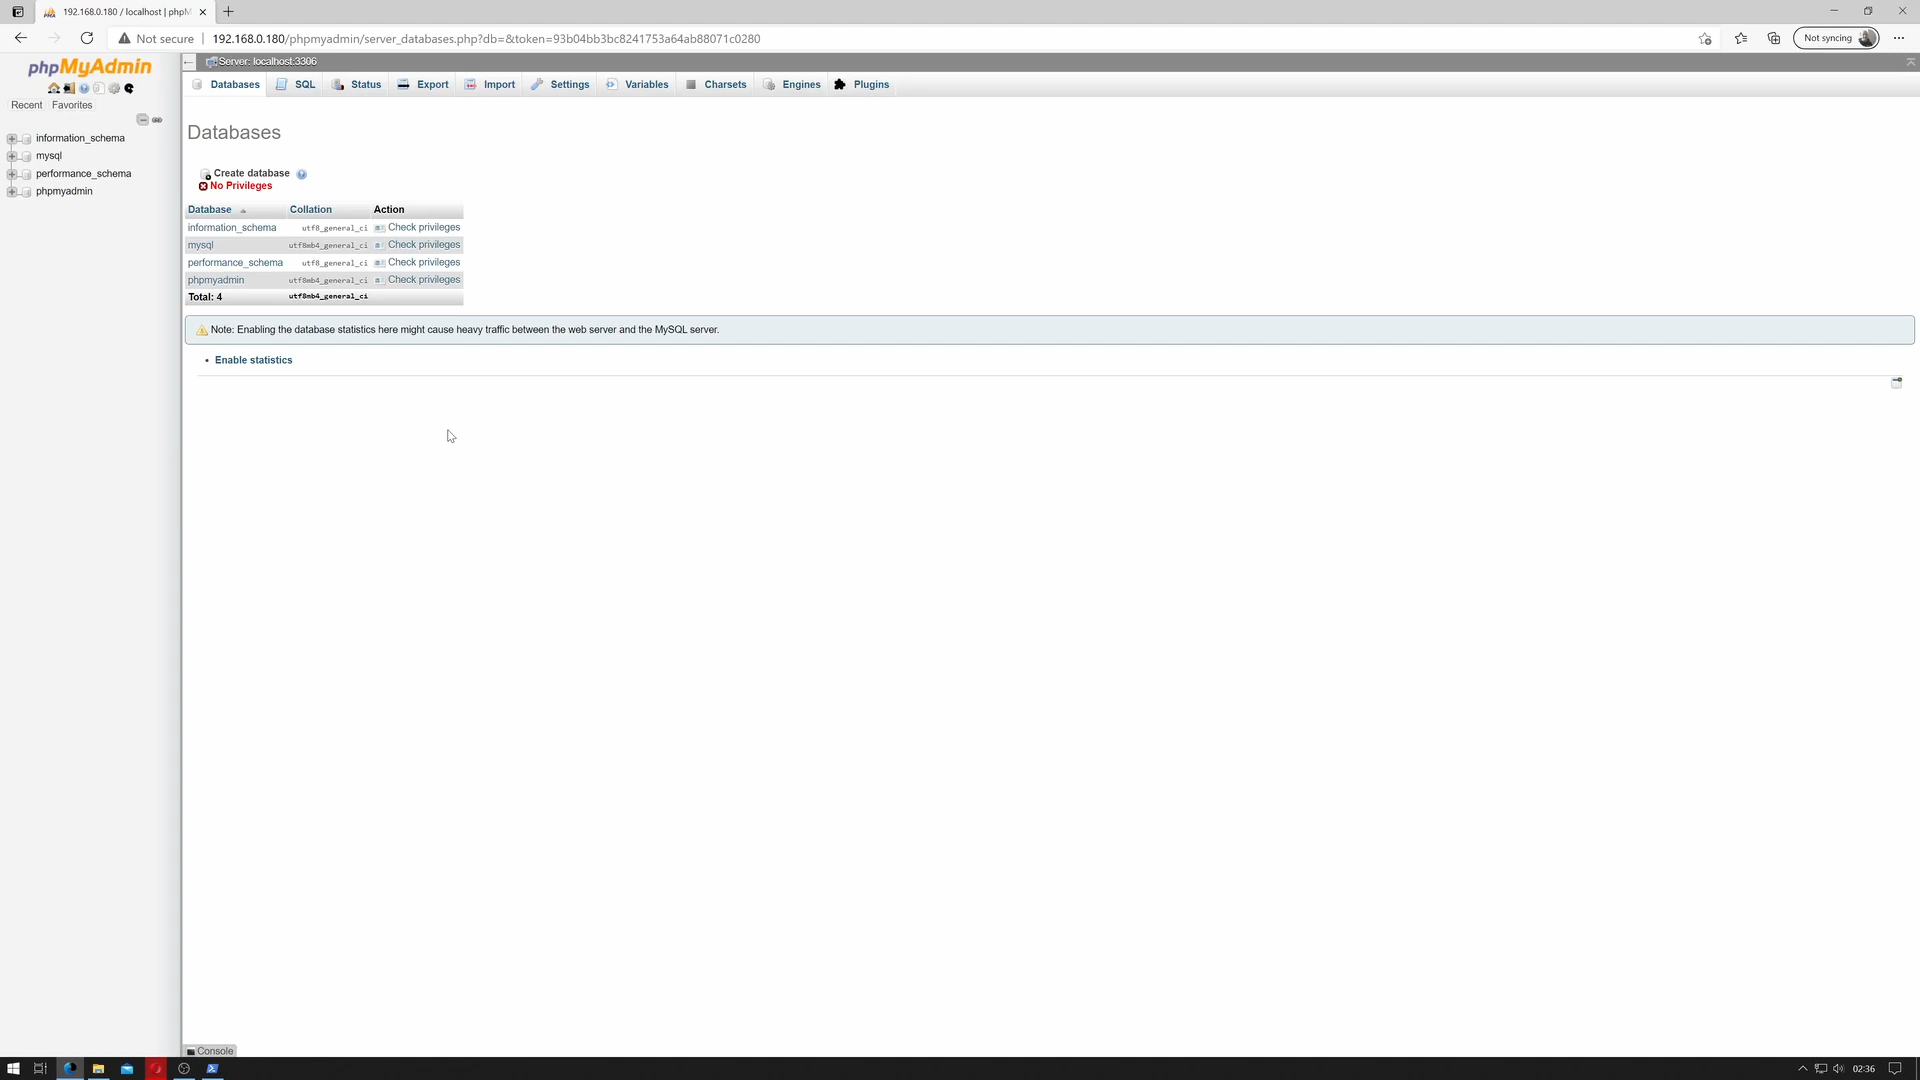 192.168.0.180 / localhost | phpM
Not secure
192.168.0.180/phpmyadmin/server_databases.php?db=&token=93b04bb3bc8241753a64ab88071c0280
Not syncing
phpMyAdmin
Recent Favorites
information_schema
mysql
performance_schema
phpmyadmin
Server: localhost:3306
Databases SQL Status Export Import Settings Variables Charsets Engines Plugins
Databases
Create database
No Privileges
Database Collation Action
information_schema utf8_general_ci Check privileges
mysql utf8mb4_general_ci Check privileges
performance_schema utf8_general_ci Check privileges
phpmyadmin utf8mb4_general_ci Check privileges
Total: 4 utf8mb4_general_ci
Note: Enabling the database statistics here might cause heavy traffic between the web server and the MySQL server.
• Enable statistics
Console
02:36